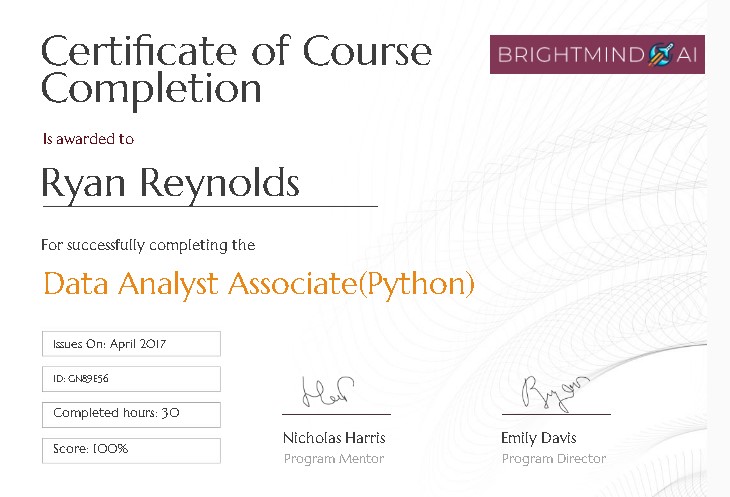 Certificate of Course
Completion
BRIGHTMIND AI
Is awarded to
Ryan Reynolds
For successfully completing the
Data Analyst Associate(Python)
Issues On: April 2017
ID: GN89E56
Completed hours: 30
Score: 100%
Nicholas Harris
Program Mentor
Emily Davis
Program Director